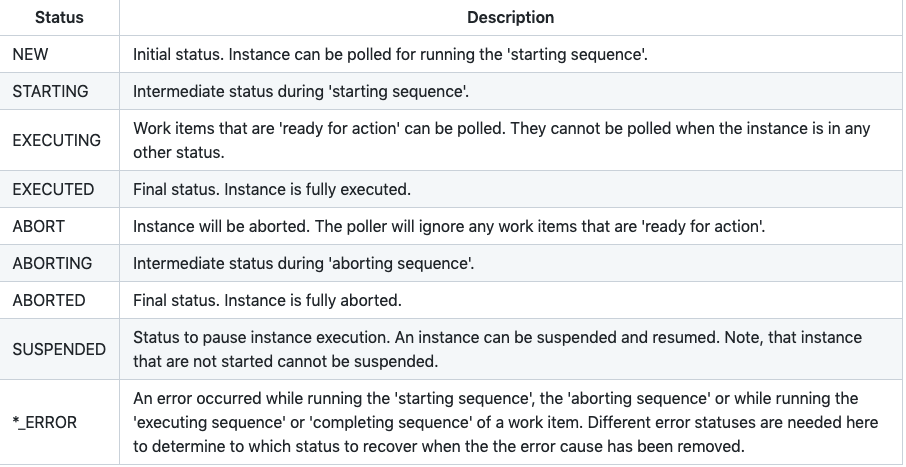 Status Description
NEW Initial status. Instance can be polled for running the 'starting sequence'.
STARTING Intermediate status during 'starting sequence'.
EXECUTING Work items that are 'ready for action' can be polled. They cannot be polled when the instance is in any
other status.
EXECUTED Final status. Instance is fully executed.
ABORT Instance will be aborted. The poller will ignore any work items that are 'ready for action'.
ABORTING Intermediate status during 'aborting sequence'.
ABORTED Final status. Instance is fully aborted.
SUSPENDED Status to pause instance execution. An instance can be suspended and resumed. Note, that instance
that are not started cannot be suspended.
*_ERROR An error occurred while running the 'starting sequence', the 'aborting sequence' or while running the
'executing sequence' or 'completing sequence' of a work item. Different error statuses are needed here
to determine to which status to recover when the the error cause has been removed.